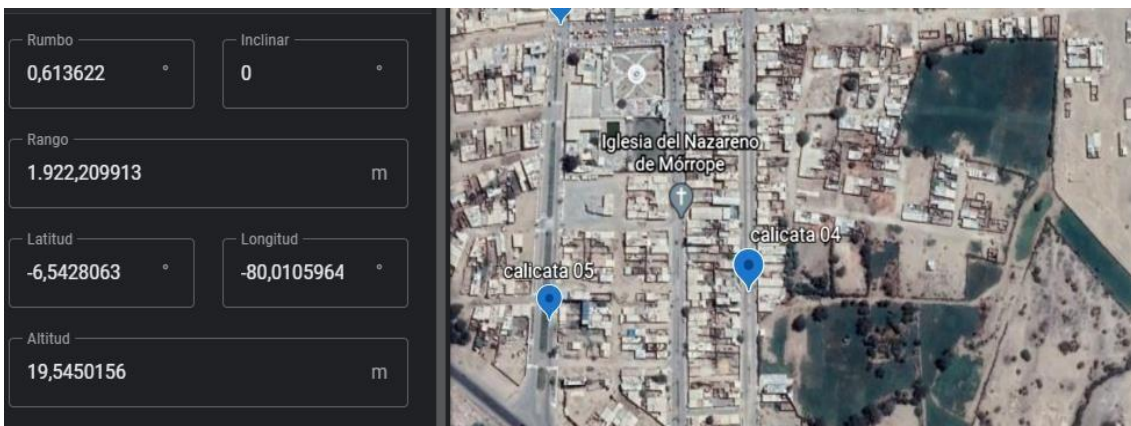 Rumbo
0,613622 °
Inclinar
0 °
Rango
1.922,209913 m
Latitud
-6,5428063 °
Longitud
-80,0105964 °
Altitud
19,5450156 m
Iglesia del Nazareno
de Mórrope
calicata 04
calicata 05